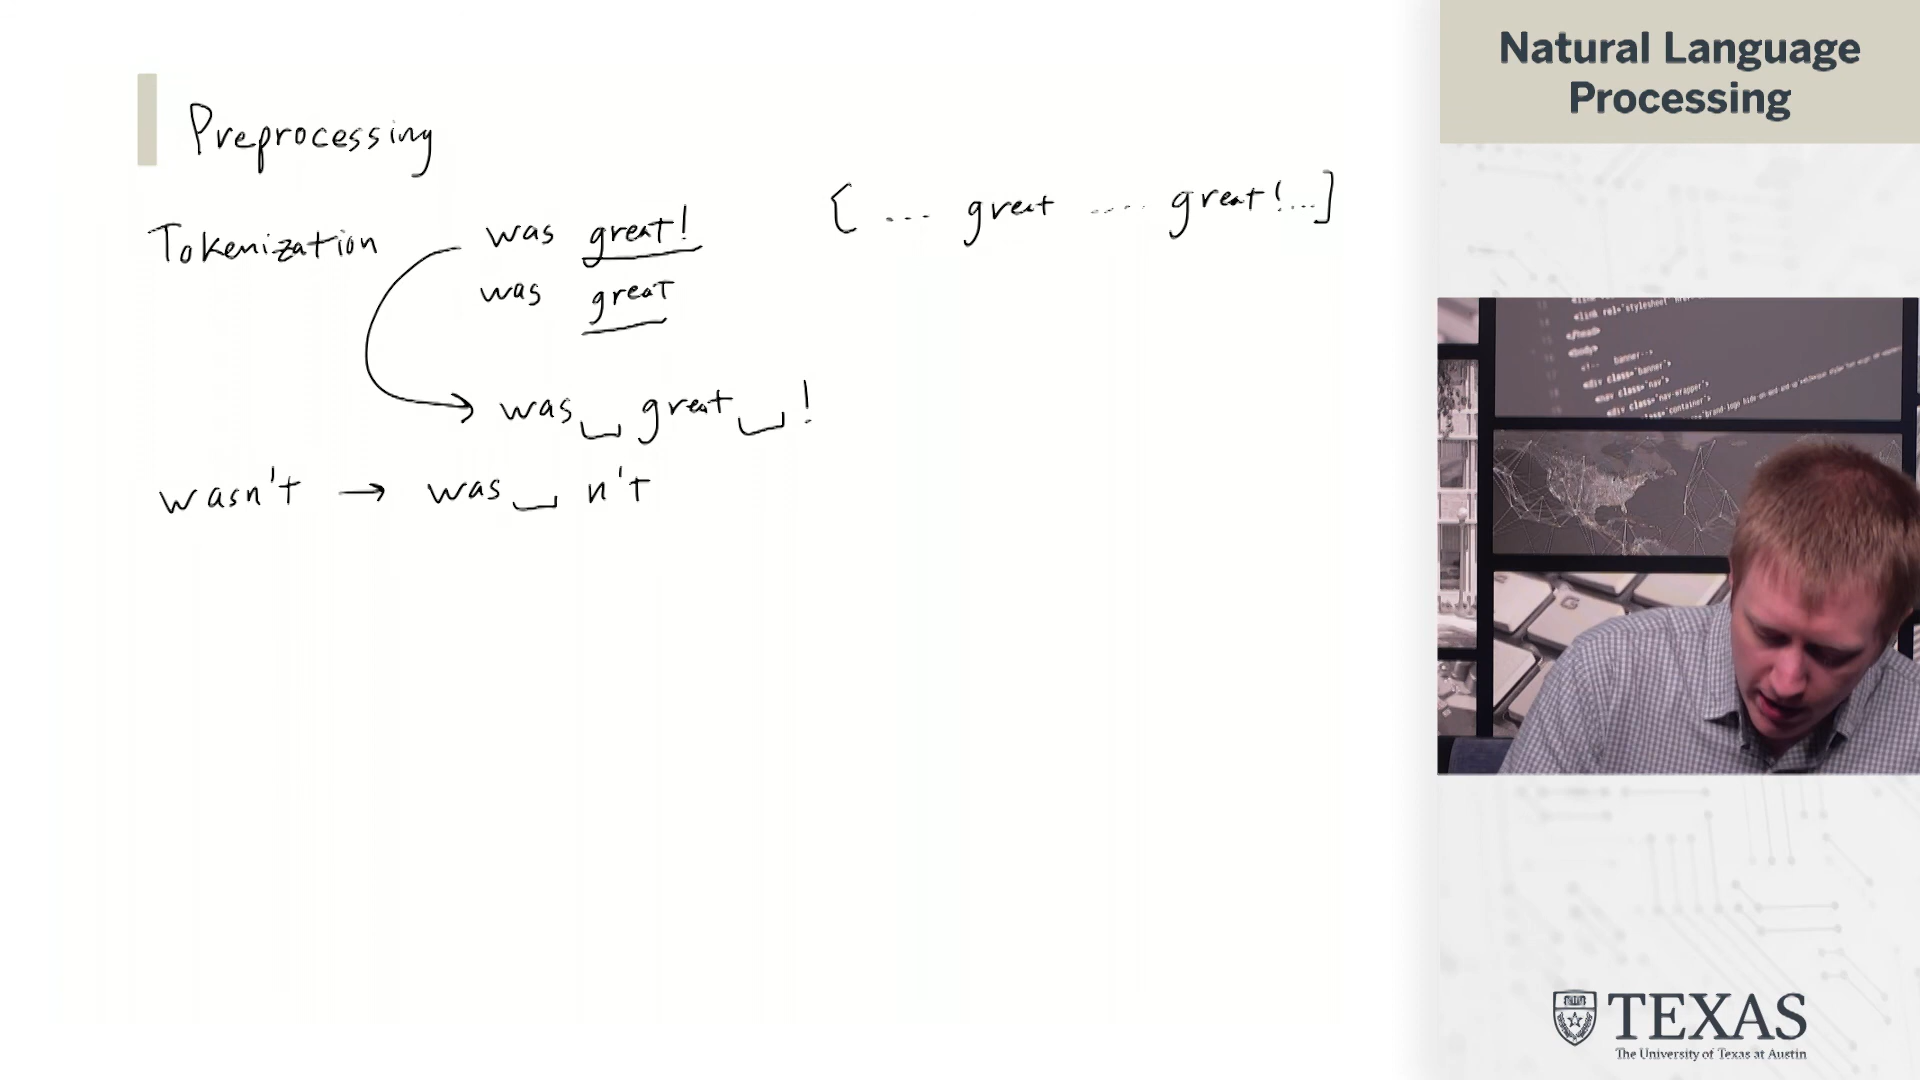 Natural Language
Processing
Preprocessing
Tokenization was great! [ ... great ..... great!...]
was great
was␣great␣!
wasn't → was␣n't
G
TEXAS
The University of Texas at Austin